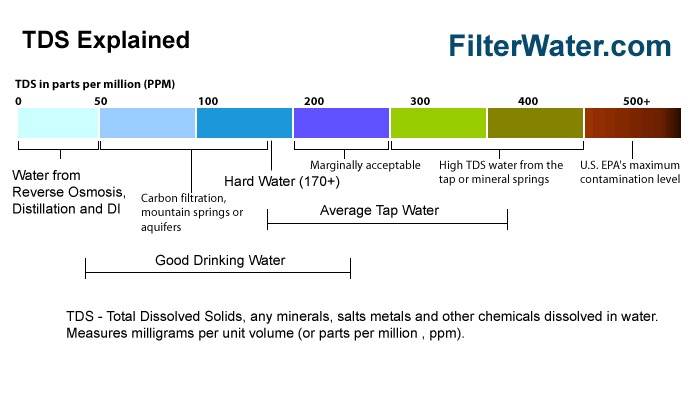 TDS Explained
FilterWater.com
TDS in parts per million (PPM)
0 50 100 200 300 400 500+
Water from
Reverse Osmosis,
Distillation and DI
Carbon filtration,
mountain springs or
aquifers
Hard Water (170+)
Marginally acceptable
High TDS water from the
tap or mineral springs
U.S. EPA's maximum
contamination level
Average Tap Water
Good Drinking Water
TDS - Total Dissolved Solids, any minerals, salts metals and other chemicals dissolved in water.
Measures milligrams per unit volume (or parts per million , ppm).